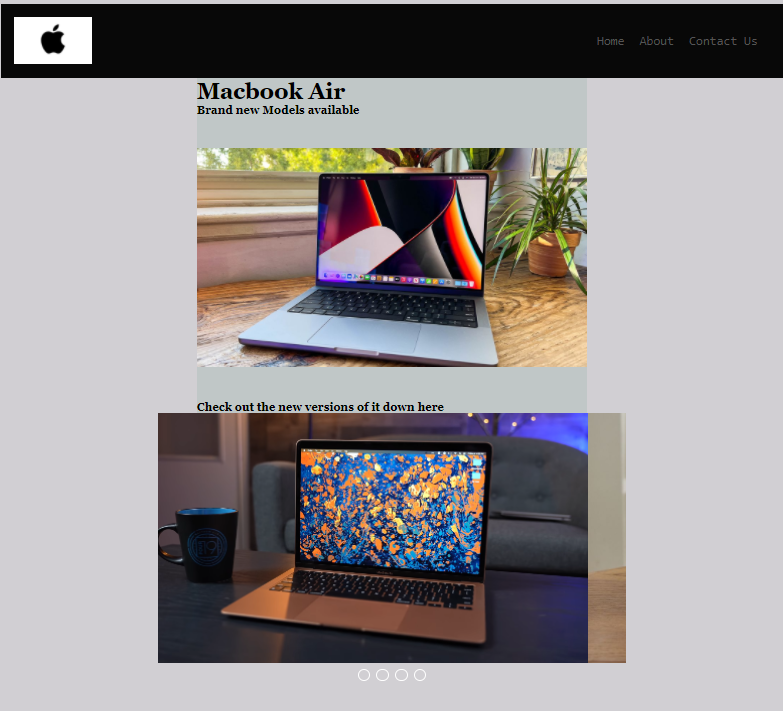 Home About Contact Us
Macbook Air
Brand new Models available
Check out the new versions of it down here